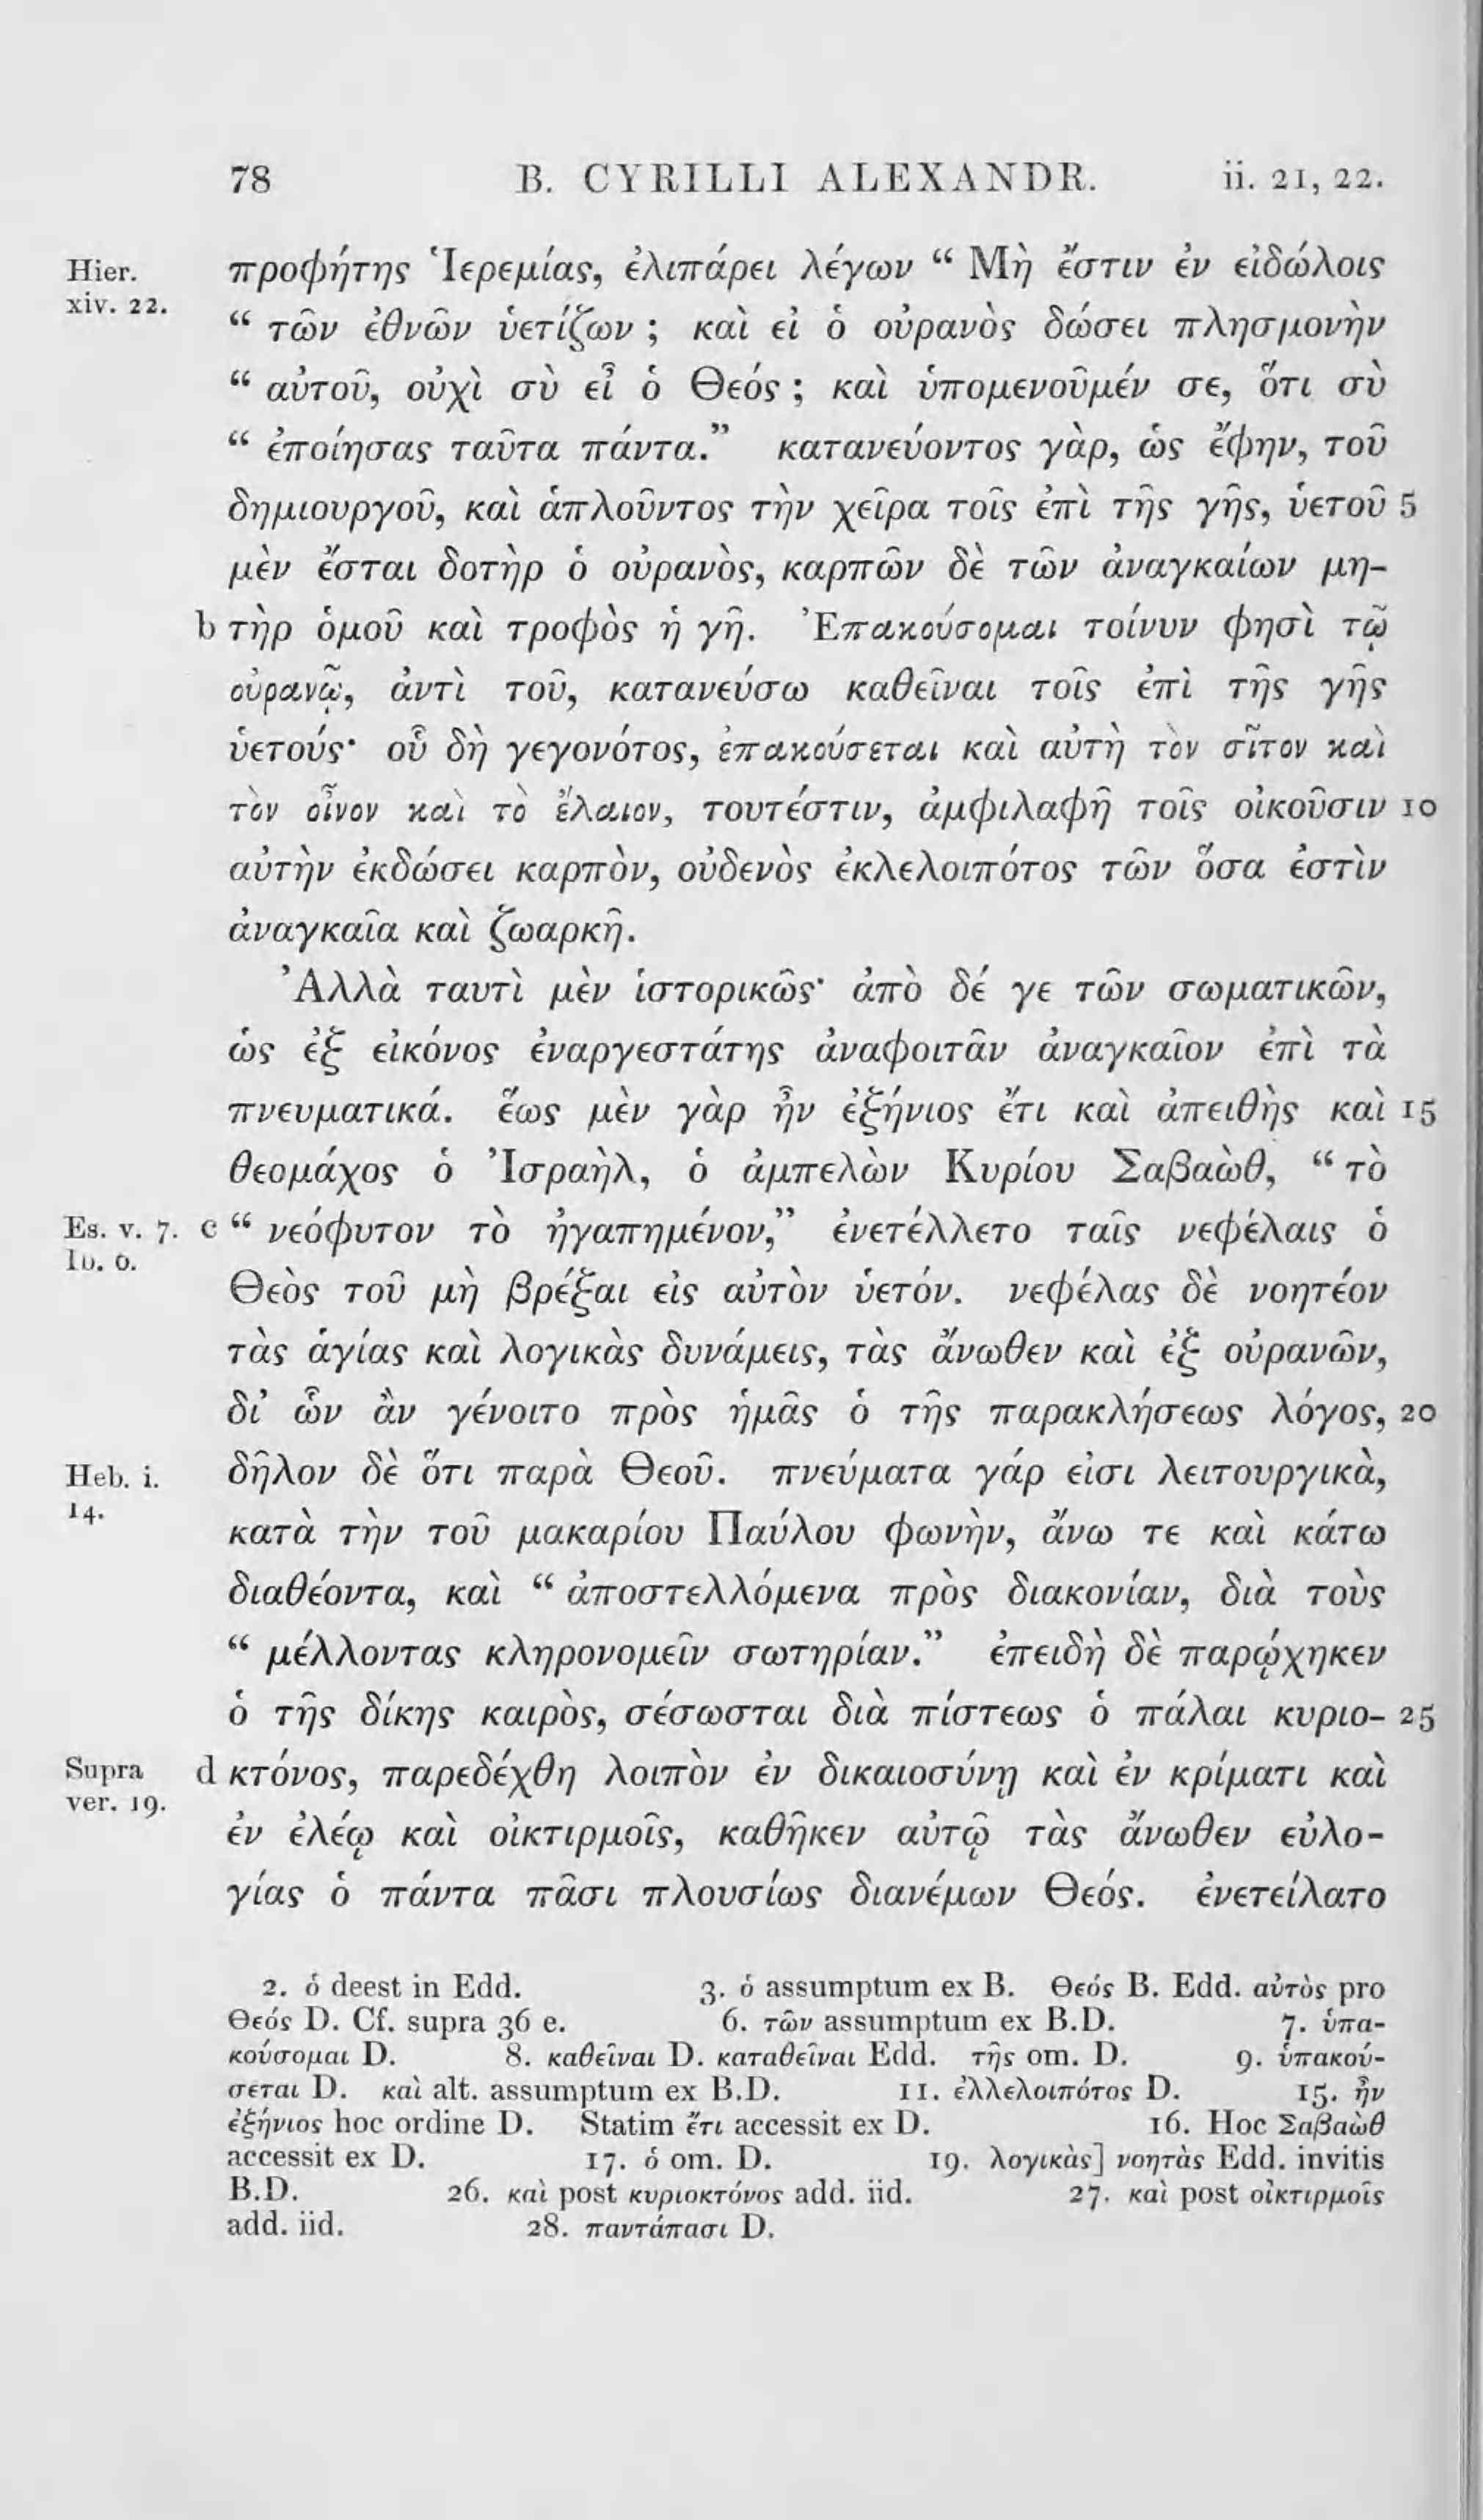 78 B. CYRILLI ALEXANDR. ii. 21, 22.
Hier. προφήτης Ἱερεμίας, ἐλιπάρει λέγων “ Μὴ ἔστιν ἐν εἰδώλοις
xiv. 22. “ τῶν ἐθνῶν ὑετίζων ; καὶ εἰ ὁ οὐρανὸς δώσει πλησμονὴν
“ αὐτοῦ, οὐχὶ σὺ εἶ ὁ Θεός ; καὶ ὑπομενοῦμέν σε, ὅτι σὺ
“ ἐποίησας ταῦτα πάντα.” κατανεύοντος γὰρ, ὡς ἔφην, τοῦ
δημιουργοῦ, καὶ ἁπλοῦντος τὴν χεῖρα τοῖς ἐπὶ τῆς γῆς, ὑετοῦ 5
μὲν ἔσται δοτὴρ ὁ οὐρανὸς, καρπῶν δὲ τῶν ἀναγκαίων μη-
b τὴρ ὁμοῦ καὶ τροφὸς ἡ γῆ. Ἐπακούσομαι τοίνυν φησὶ τῷ
οὐρανῷ, ἀντὶ τοῦ, κατανεύσω καθεῖναι τοῖς ἐπὶ τῆς γῆς
ὑετούς· οὗ δὴ γεγονότος, ἐπακούσεται καὶ αὐτὴ τὸν σῖτον καὶ
τὸν οἶνον καὶ τὸ ἔλαιον, τουτέστιν, ἀμφιλαφῆ τοῖς οἰκοῦσιν 10
αὐτὴν ἐκδώσει καρπὸν, οὐδενὸς ἐκλελοιπότος τῶν ὅσα ἐστὶν
ἀναγκαῖα καὶ ζωαρκῆ.
Ἀλλὰ ταυτὶ μὲν ἱστορικῶς· ἀπὸ δέ γε τῶν σωματικῶν,
ὡς ἐξ εἰκόνος ἐναργεστάτης ἀναφοιτᾶν ἀναγκαῖον ἐπὶ τὰ
πνευματικά. ἕως μὲν γὰρ ἦν ἐξήνιος ἔτι καὶ ἀπειθὴς καὶ 15
θεομάχος ὁ Ἰσραὴλ, ὁ ἀμπελὼν Κυρίου Σαβαὼθ, “ τὸ
Es. v. 7. c “ νεόφυτον τὸ ἠγαπημένον,” ἐνετέλλετο ταῖς νεφέλαις ὁ
Ib. 6.
Θεὸς τοῦ μὴ βρέξαι εἰς αὐτὸν ὑετόν. νεφέλας δὲ νοητέον
τὰς ἁγίας καὶ λογικὰς δυνάμεις, τὰς ἄνωθεν καὶ ἐξ οὐρανῶν,
δι’ ὧν ἂν γένοιτο πρὸς ἡμᾶς ὁ τῆς παρακλήσεως λόγος, 20
Heb. i. δῆλον δὲ ὅτι παρὰ Θεοῦ. πνεύματα γάρ εἰσι λειτουργικὰ,
14.
κατὰ τὴν τοῦ μακαρίου Παύλου φωνὴν, ἄνω τε καὶ κάτω
διαθέοντα, καὶ “ ἀποστελλόμενα πρὸς διακονίαν, διὰ τοὺς
“ μέλλοντας κληρονομεῖν σωτηρίαν.” ἐπειδὴ δὲ παρῴχηκεν
ὁ τῆς δίκης καιρὸς, σέσωσται διὰ πίστεως ὁ πάλαι κυριο- 25
Supra d κτόνος, παρεδέχθη λοιπὸν ἐν δικαιοσύνῃ καὶ ἐν κρίματι καὶ
ver. 19.
ἐν ἐλέῳ καὶ οἰκτιρμοῖς, καθῆκεν αὐτῷ τὰς ἄνωθεν εὐλο-
γίας ὁ πάντα πᾶσι πλουσίως διανέμων Θεός. ἐνετείλατο
2. ὁ deest in Edd. 3. ὁ assumptum ex B. Θεός B. Edd. αὐτὸς pro
Θεός D. Cf. supra 36 e. 6. τῶν assumptum ex B.D. 7. ὑπα-
κούσομαι D. 8. καθεῖναι D. καταθεῖναι Edd. τῆς om. D. 9. ὑπακού-
σεται D. καὶ alt. assumptum ex B.D. 11. ἐλλελοιπότος D. 15. ἦν
ἐξήνιος hoc ordine D. Statim ἔτι accessit ex D. 16. Hoc Σαβαὼθ
accessit ex D. 17. ὁ om. D. 19. λογικὰς] νοητὰς Edd. invitis
B.D. 26. καὶ post κυριοκτόνος add. iid. 27. καὶ post οἰκτιρμοῖς
add. iid. 28. παντάπασι D.